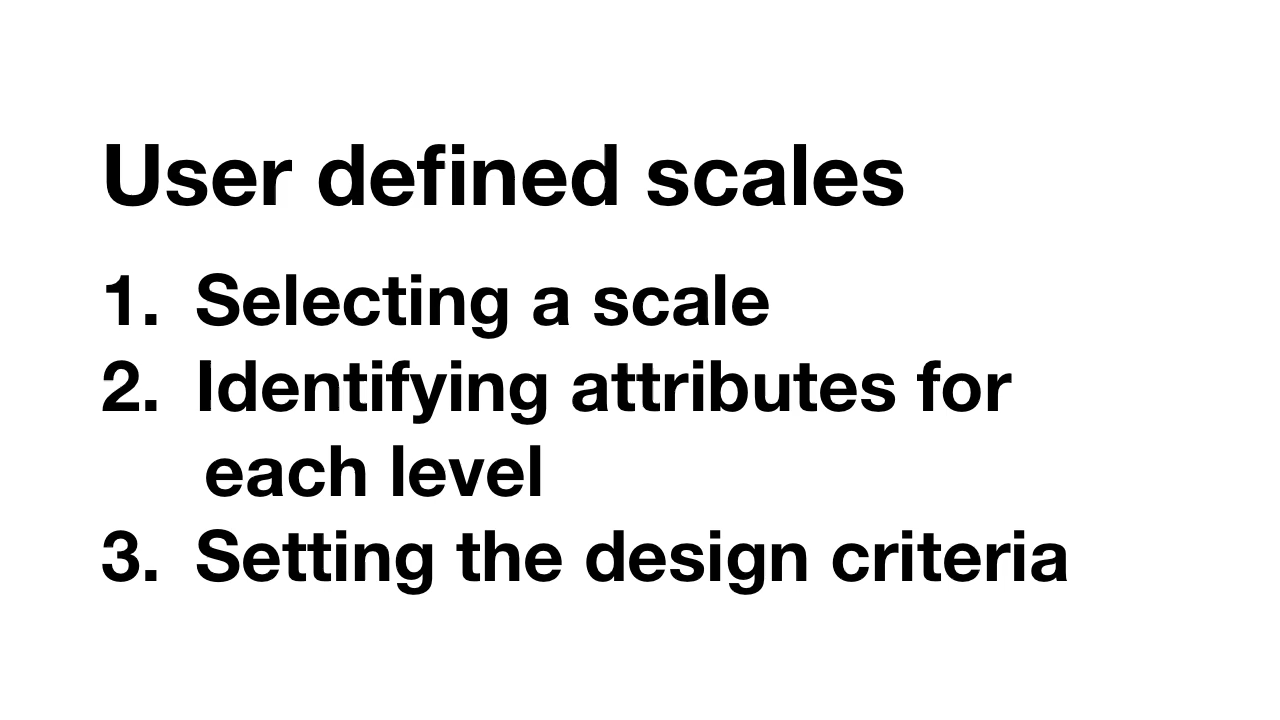 User defined scales
1. Selecting a scale
2. Identifying attributes for
each level
3. Setting the design criteria